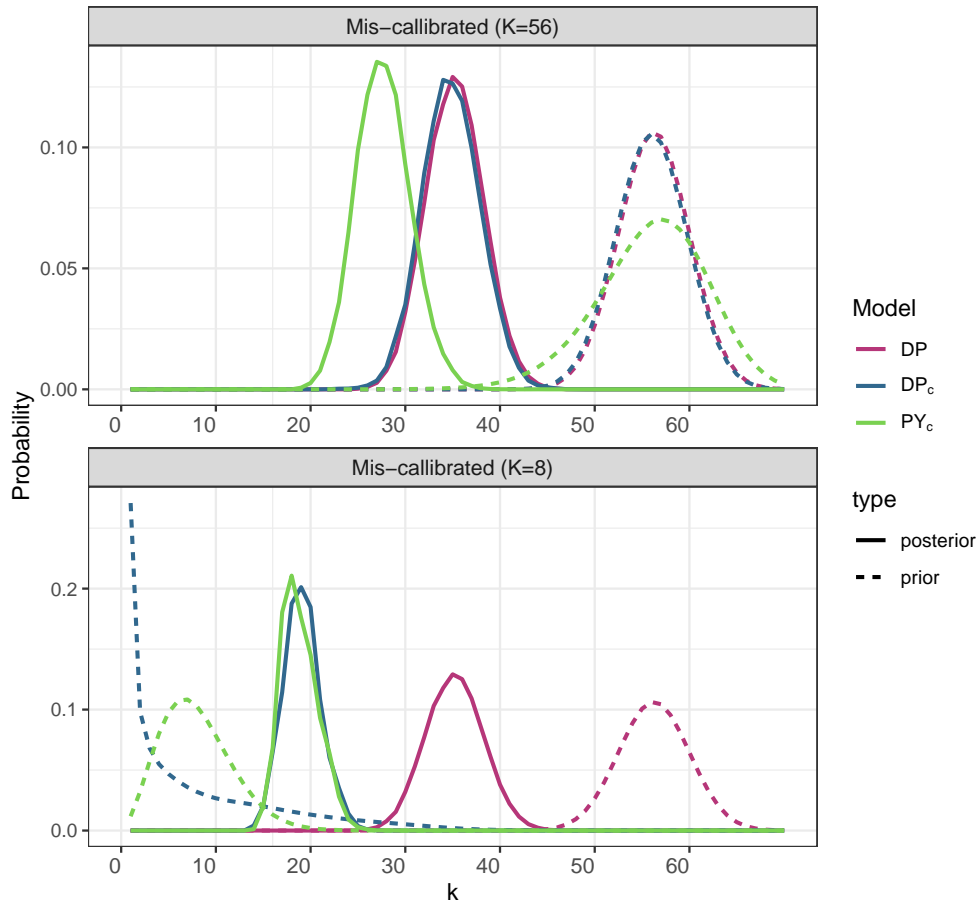 Mis−callibrated (K=56)
0.10
0.05
0.00
0 10 20 30 40 50 60
Probability
Mis−callibrated (K=8)
0.2
0.1
0.0
0 10 20 30 40 50 60
k
Model
DP
DPc
PYc
type
posterior
prior